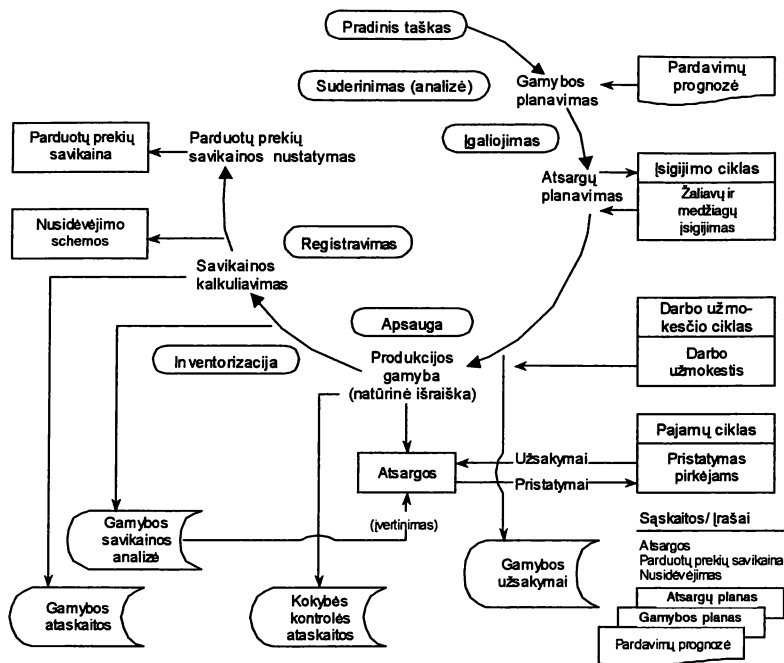 Pradinis taškas
Suderinimas (analizė)
Gamybos
planavimas
Pardavimų
prognozė
Įgaliojimas
Parduotų prekių
savikaina
Parduotų prekių
savikainos nustatymas
Atsargų
planavimas
Įsigijimo ciklas
Žaliavų ir
medžiagų
įsigijimas
Nusidėvėjimo
schemos
Registravimas
Savikainos
kalkuliavimas
Apsauga
Darbo užmo-
kesčio ciklas
Darbo
užmokestis
Inventorizacija
Produkcijos
gamyba
(natūrinė išraiška)
Pajamų ciklas
Pristatymas
pirkėjams
Atsargos
Užsakymai
Pristatymai
(įvertinimas)
Gamybos
savikainos
analizė
Gamybos
užsakymai
Sąskaitos/ Įrašai
Atsargos
Parduotų prekių savikaina
Nusidėvėjimas
Gamybos
ataskaitos
Kokybės
kontrolės
ataskaitos
Atsargų planas
Gamybos planas
Pardavimų prognozė